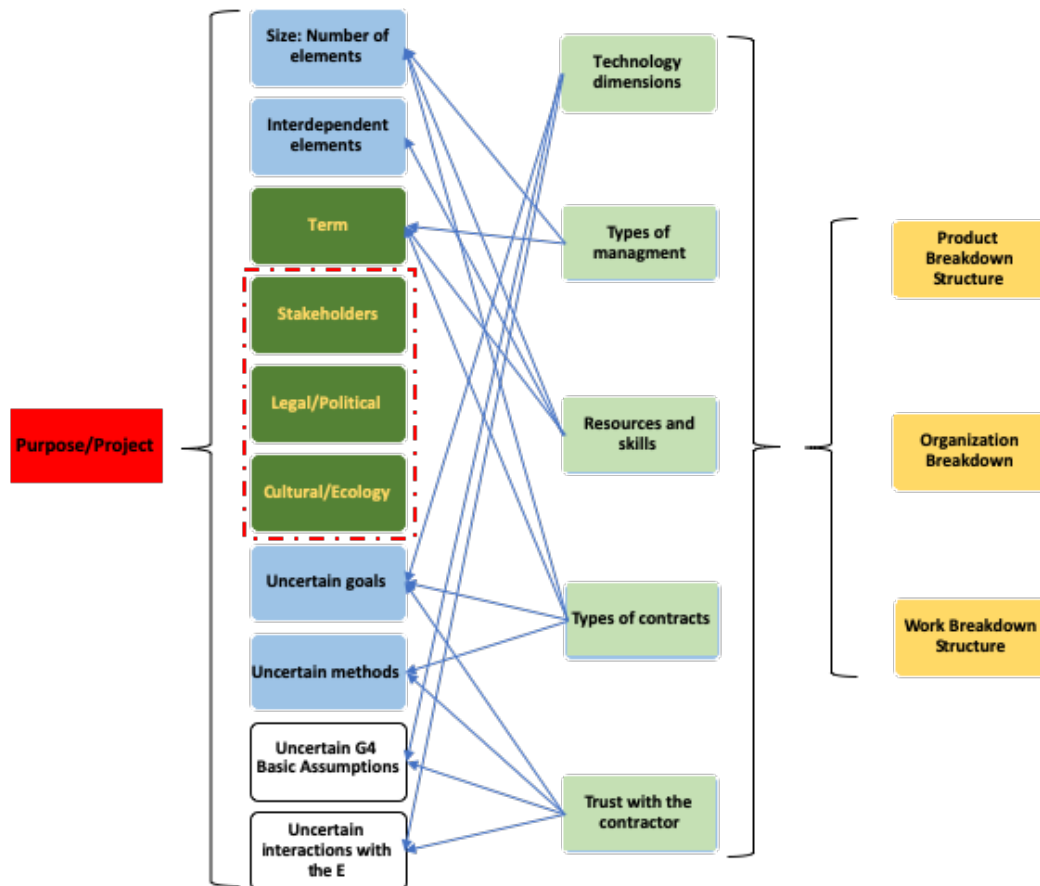 Purpose/Project
Size: Number of
elements
Interdependent
elements
Term
Stakeholders
Legal/Political
Cultural/Ecology
Uncertain goals
Uncertain methods
Uncertain G4
Basic Assumptions
Uncertain
interactions with
the E
Technology
dimensions
Types of
managment
Resources and
skills
Types of contracts
Trust with the
contractor
Product
Breakdown
Structure
Organization
Breakdown
Work Breakdown
Structure